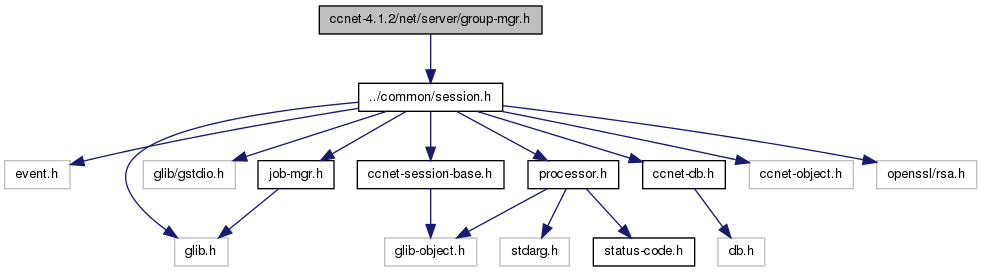 ccnet-4.1.2/net/server/group-mgr.h
../common/session.h
event.h
glib/gstdio.h
job-mgr.h
ccnet-session-base.h
processor.h
ccnet-db.h
ccnet-object.h
openssl/rsa.h
glib.h
glib-object.h
stdarg.h
status-code.h
db.h